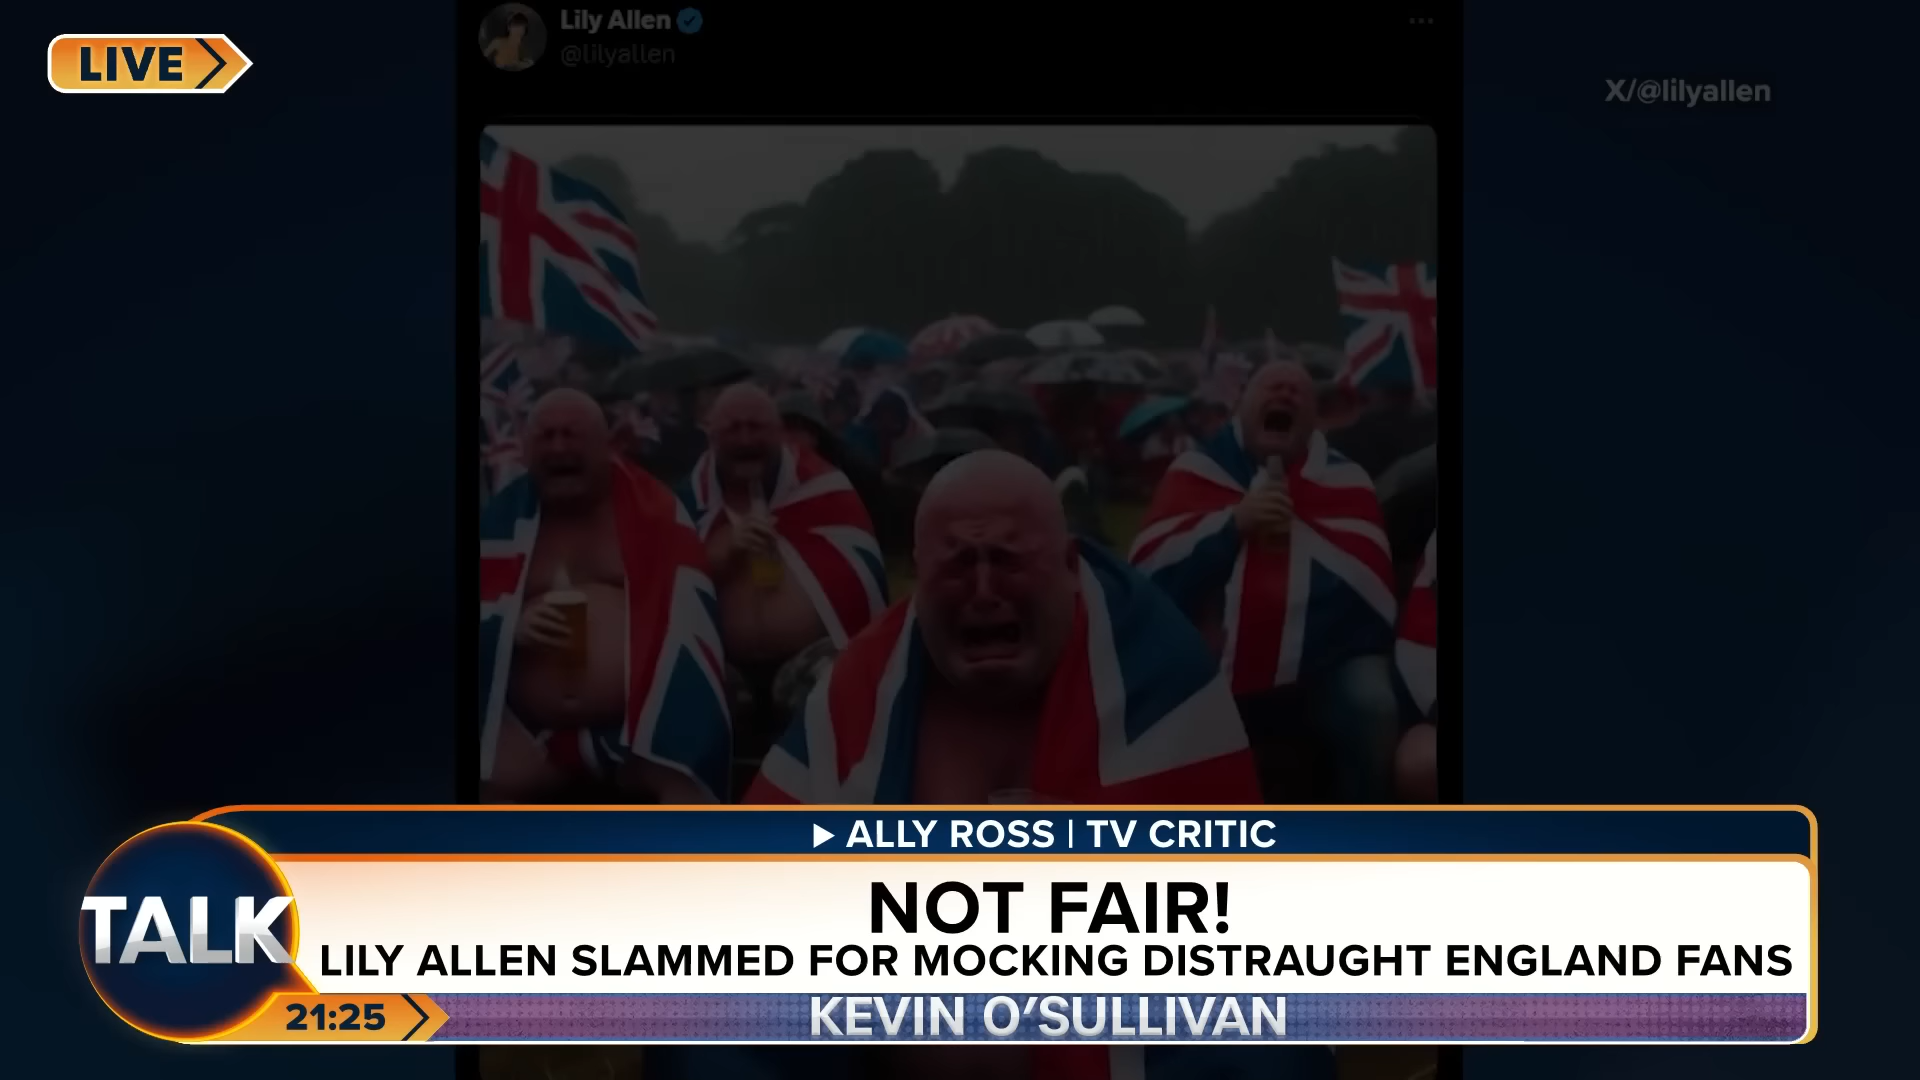 Lily Allen
@lilyallen
LIVE
X/@lilyallen
ALLY ROSS | TV CRITIC
NOT FAIR!
LILY ALLEN SLAMMED FOR MOCKING DISTRAUGHT ENGLAND FANS
TALK
21:25
KEVIN O'SULLIVAN